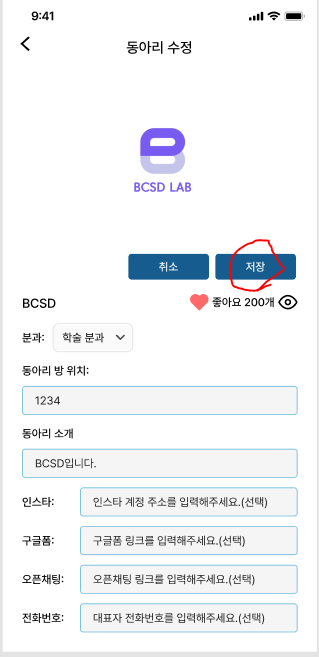 9:41
동아리 수정
BCSD LAB
취소
저장
BCSD
좋아요 200개
분과:
학술 분과
동아리 방 위치:
1234
동아리 소개
BCSD입니다.
인스타:
인스타 계정 주소를 입력해주세요.(선택)
구글폼:
구글폼 링크를 입력해주세요.(선택)
오픈채팅:
오픈채팅 링크를 입력해주세요.(선택)
전화번호:
대표자 전화번호를 입력해주세요.(선택)